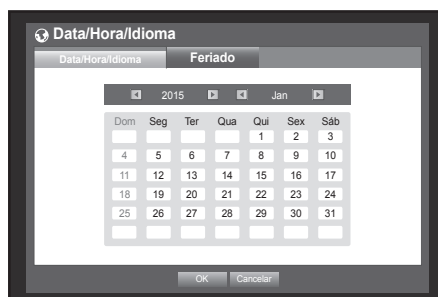 Data/Hora/Idioma
Data/Hora/Idioma Feriado
2015 Jan
Dom Seg Ter Qua Qui Sex Sáb
1 2 3
4 5 6 7 8 9 10
11 12 13 14 15 16 17
18 19 20 21 22 23 24
25 26 27 28 29 30 31
OK Cancelar